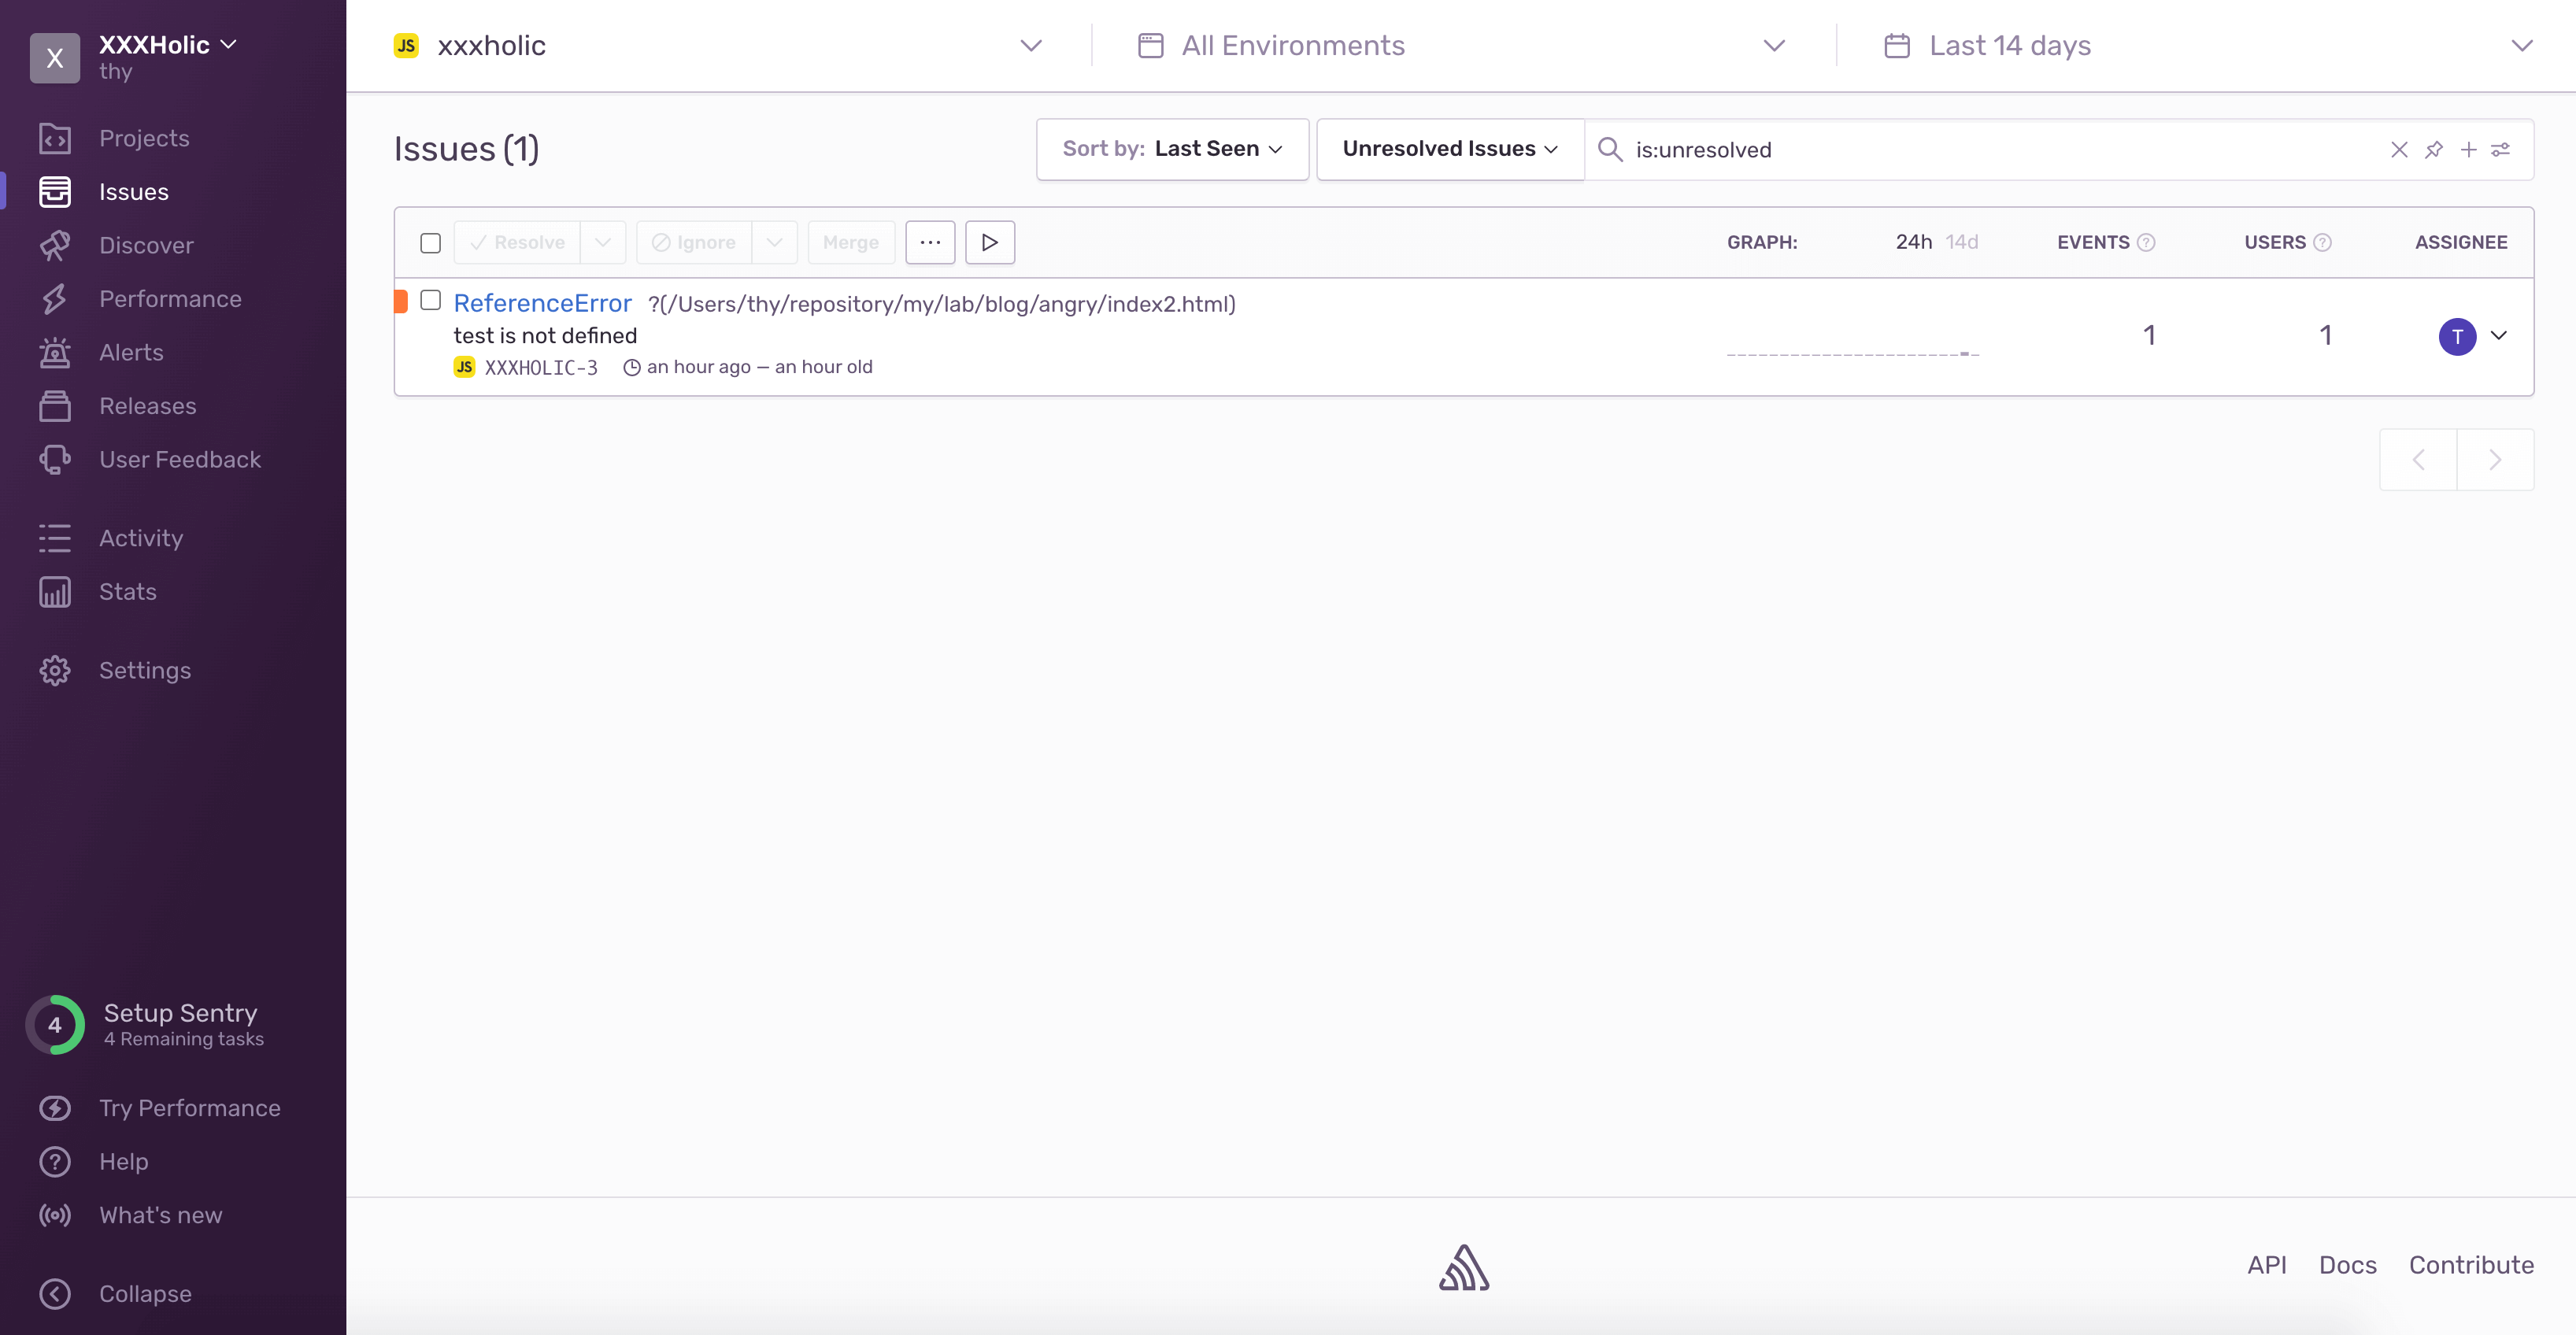 X
XXXHolic
thy
Projects
Issues
Discover
Performance
Alerts
Releases
User Feedback
Activity
Stats
Settings
4
Setup Sentry
4 Remaining tasks
Try Performance
? Help
What's new
Collapse
JS xxxholic
All Environments
Last 14 days
Issues (1)
Sort by: Last Seen
Unresolved Issues
is:unresolved
Resolve
Ignore
Merge
GRAPH:
24h 14d
EVENTS ?
USERS ?
ASSIGNEE
ReferenceError ?(/Users/thy/repository/my/lab/blog/angry/index2.html)
test is not defined
JS XXXHOLIC-3 an hour ago — an hour old
1
1
T
API Docs Contribute